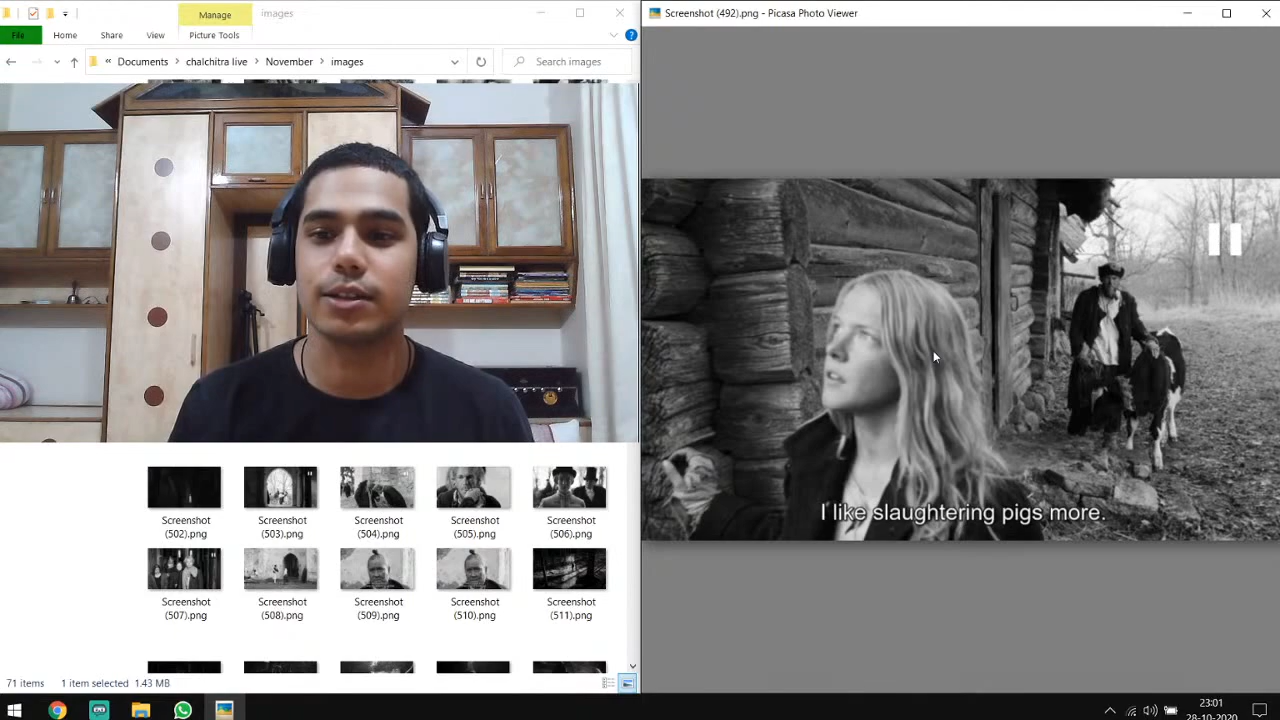 Manage
images
File
Home
Share
View
Picture Tools
Documents
chalchitra live
November
images
Search images
Screenshot (502).png
Screenshot (503).png
Screenshot (504).png
Screenshot (505).png
Screenshot (506).png
Screenshot (507).png
Screenshot (508).png
Screenshot (509).png
Screenshot (510).png
Screenshot (511).png
71 items
1 item selected 1.43 MB
Screenshot (492).png - Picasa Photo Viewer
I like slaughtering pigs more.
23:01
28-10-2020